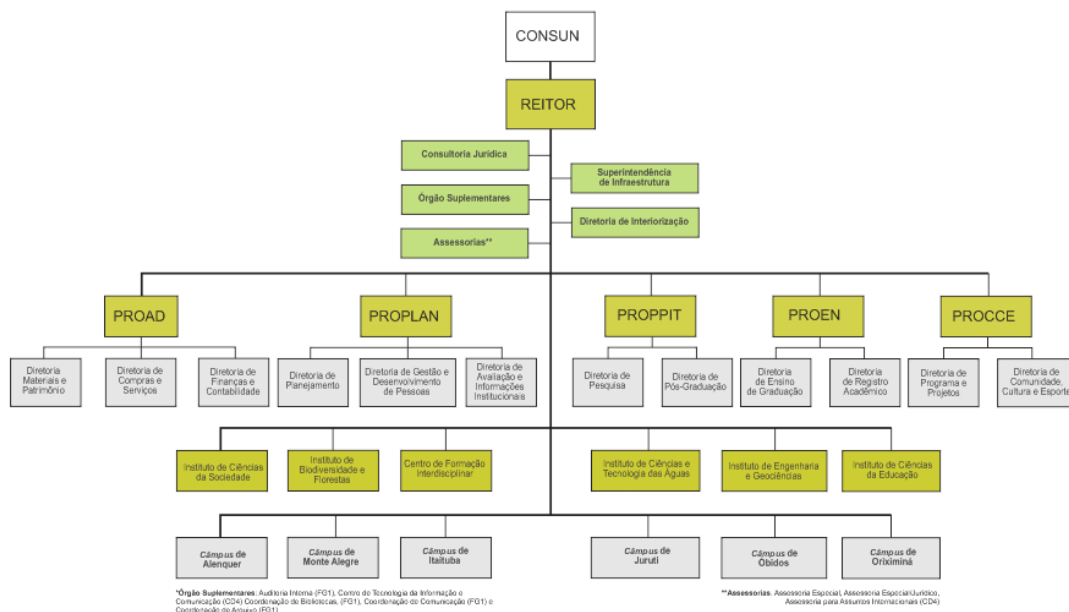 CONSUN
REITOR
Consultoria Jurídica
Superintendência
de Infraestrutura
Órgão Suplementares
Diretoria de Interiorização
Assessorias**
PROAD
PROPLAN
PROPPIT
PROEN
PROCCE
Diretoria
Materiais e
Patrimônio
Diretoria de
Compras e
Serviços
Diretoria de
Finanças e
Contabilidade
Diretoria de
Planejamento
Diretoria de Gestão e
Desenvolvimento
de Pessoas
Diretoria
de Avaliação e
Informações
Institucionais
Diretoria de
Pesquisa
Diretoria de
Pós-Graduação
Diretoria
de Ensino
de Graduação
Diretoria
de Registro
Acadêmico
Diretoria de
Programa e
Projetos
Diretoria de
Comunidade,
Cultura e Esporte
Instituto de Ciências
da Sociedade
Instituto de
Biodiversidade e
Florestas
Centro de Formação
Interdisciplinar
Instituto de Ciências e
Tecnologia das Águas
Instituto de Engenharia
e Geociências
Instituto de Ciências
da Educação
Câmpus de
Alenquer
Câmpus de
Monte Alegre
Câmpus de
Itaituba
Câmpus de
Juruti
Câmpus de
Óbidos
Câmpus de
Oriximiná
*Órgão Suplementares: Auditoria Interna (FG1), Centro de Tecnologia da Informação e
Comunicação (CD4) Coordenação de Bibliotecas, (FG1), Coordenação de Comunicação (FG1) e
Coordenação de Arquivo (FG1)
**Assessorias. Assessoria Especial, Assessoria Especial/Jurídico,
Assessoria para Assuntos Internacionais (CD4)